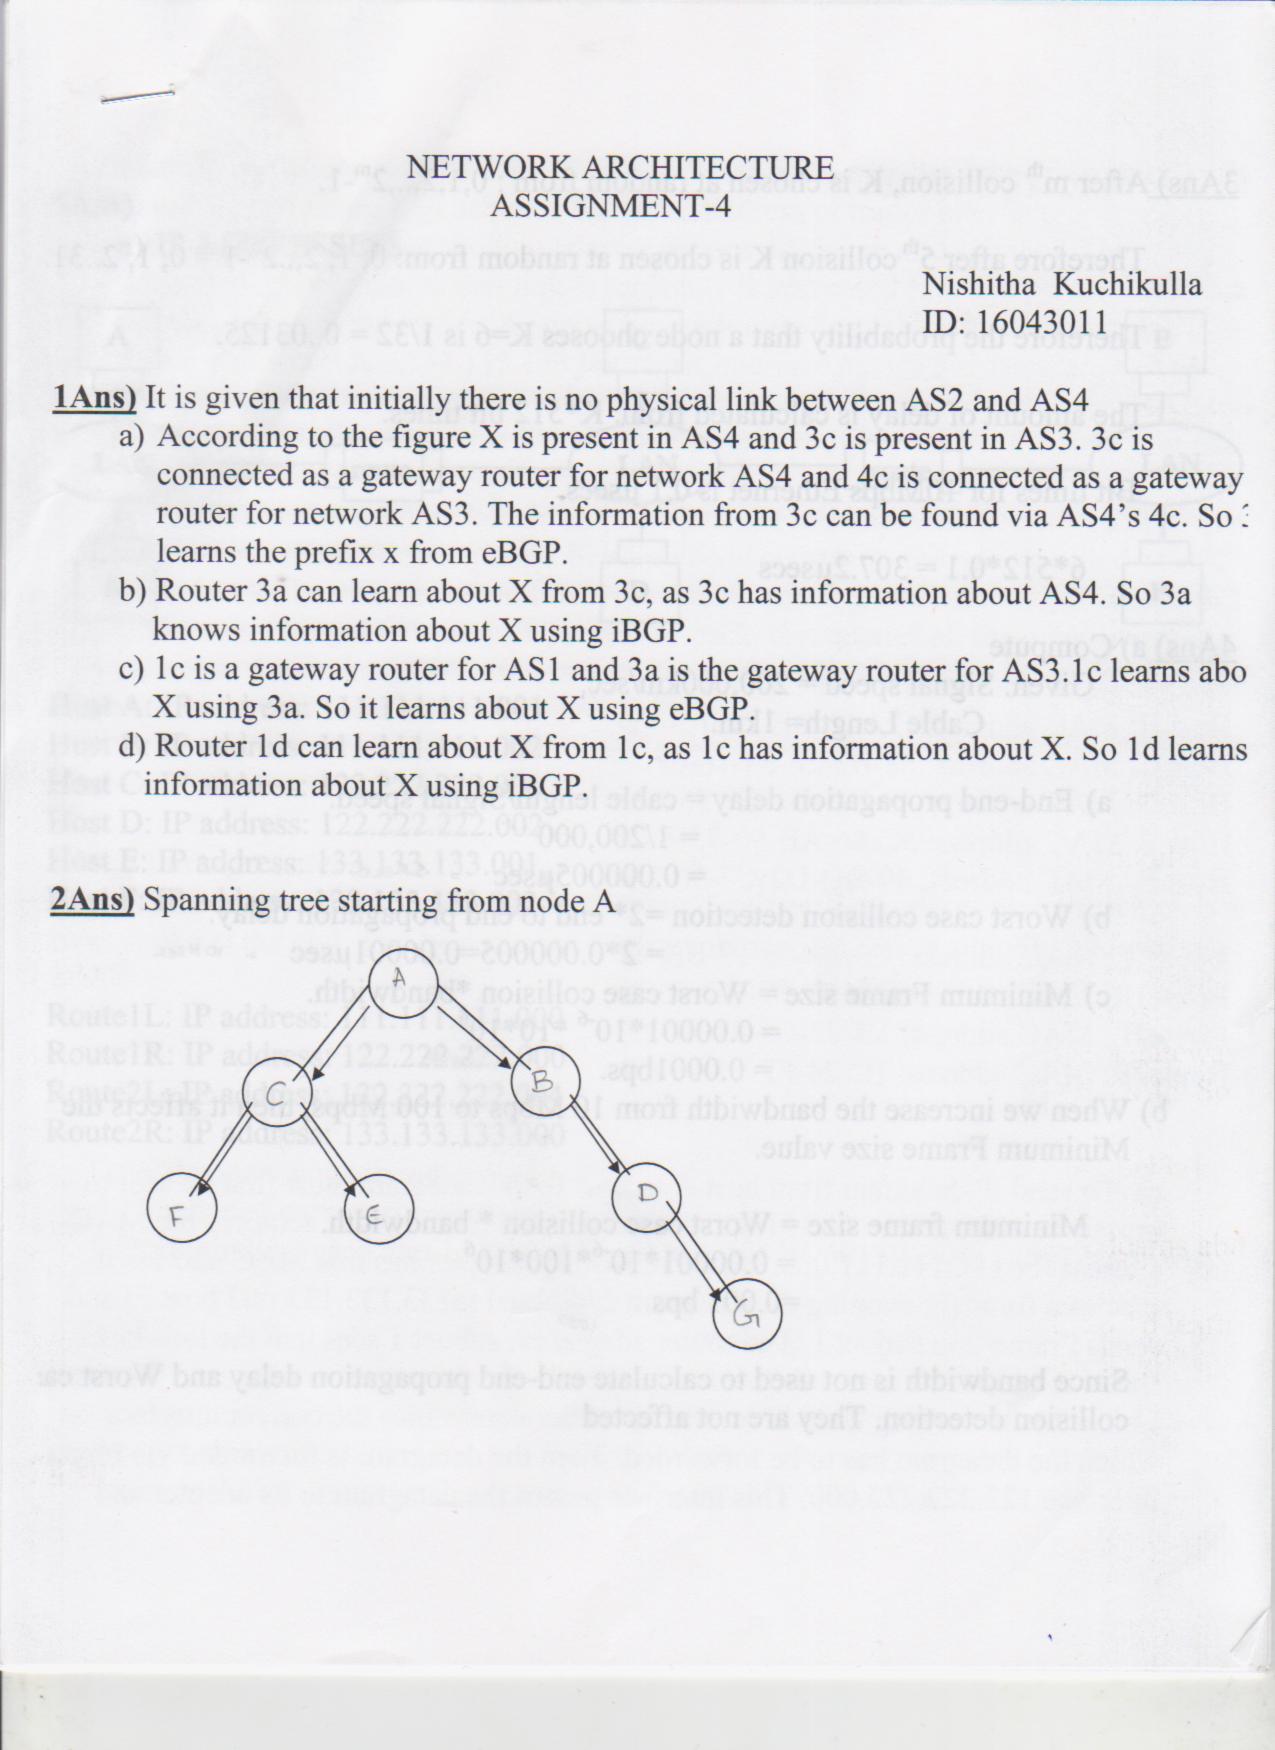 NETWORK ARCHITECTURE
ASSIGNMENT-4
Nishitha Kuchikulla
ID: 16043011
1Ans) It is given that initially there is no physical link between AS2 and AS4
a) According to the figure X is present in AS4 and 3c is present in AS3. 3c is
connected as a gateway router for network AS4 and 4c is connected as a gateway
router for network AS3. The information from 3c can be found via AS4's 4c. So
learns the prefix x from eBGP.
b) Router 3a can learn about X from 3c, as 3c has information about AS4. So 3a
knows information about X using iBGP.
c) 1c is a gateway router for AS1 and 3a is the gateway router for AS3.1c learns abo
X using 3a. So it learns about X using eBGP.
d) Router 1d can learn about X from 1c, as 1c has information about X. So 1d learns
information about X using iBGP.
2Ans) Spanning tree starting from node A
A
C
B
F
E
D
G